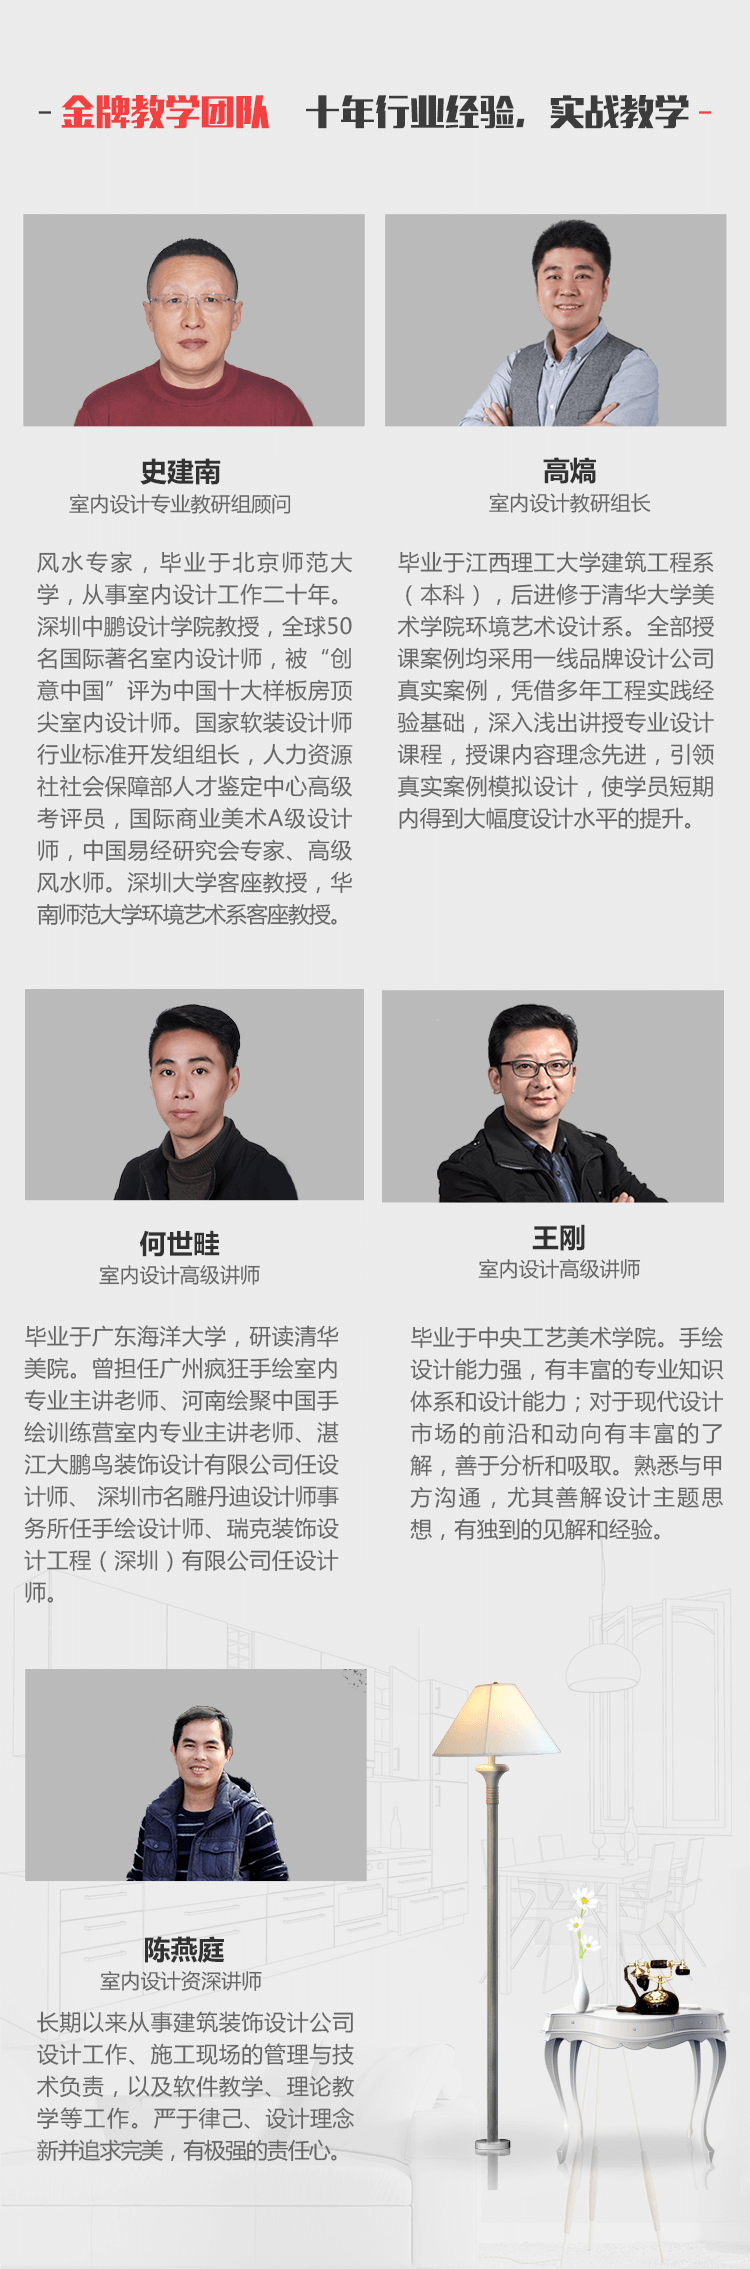 - 金牌教学团队 十年行业经验，实战教学 -
史建南
室内设计专业教研组顾问
风水专家，毕业于北京师范大
学，从事室内设计工作二十年。
深圳中鹏设计学院教授，全球50
名国际著名室内设计师，被“创
意中国”评为中国十大样板房顶
尖室内设计师。国家软装设计师
行业标准开发组组长，人力资源
社社会保障部人才鉴定中心高级
考评员，国际商业美术A级设计
师，中国易经研究会专家、高级
风水师。深圳大学客座教授，华
南师范大学环境艺术系客座教授。
高熇
室内设计教研组长
毕业于江西理工大学建筑工程系
（本科），后进修于清华大学美
术学院环境艺术设计系。全部授
课案例均采用一线品牌设计公司
真实案例，凭借多年工程实践经
验基础，深入浅出讲授专业设计
课程，授课内容理念先进，引领
真实案例模拟设计，使学员短期
内得到大幅度设计水平的提升。
何世畦
室内设计高级讲师
毕业于广东海洋大学，研读清华
美院。曾担任广州疯狂手绘室内
专业主讲老师、河南绘聚中国手
绘训练营室内专业主讲老师、湛
江大鹏鸟装饰设计有限公司任设
计师、 深圳市名雕丹迪设计师事
务所任手绘设计师、瑞克装饰设
计工程（深圳）有限公司任设计
师。
王刚
室内设计高级讲师
毕业于中央工艺美术学院。手绘
设计能力强，有丰富的专业知识
体系和设计能力；对于现代设计
市场的前沿和动向有丰富的了
解，善于分析和吸取。熟悉与甲
方沟通，尤其善解设计主题思
想，有独到的见解和经验。
陈燕庭
室内设计资深讲师
长期以来从事建筑装饰设计公司
设计工作、施工现场的管理与技
术负责，以及软件教学、理论教
学等工作。严于律己、设计理念
新并追求完美，有极强的责任心。